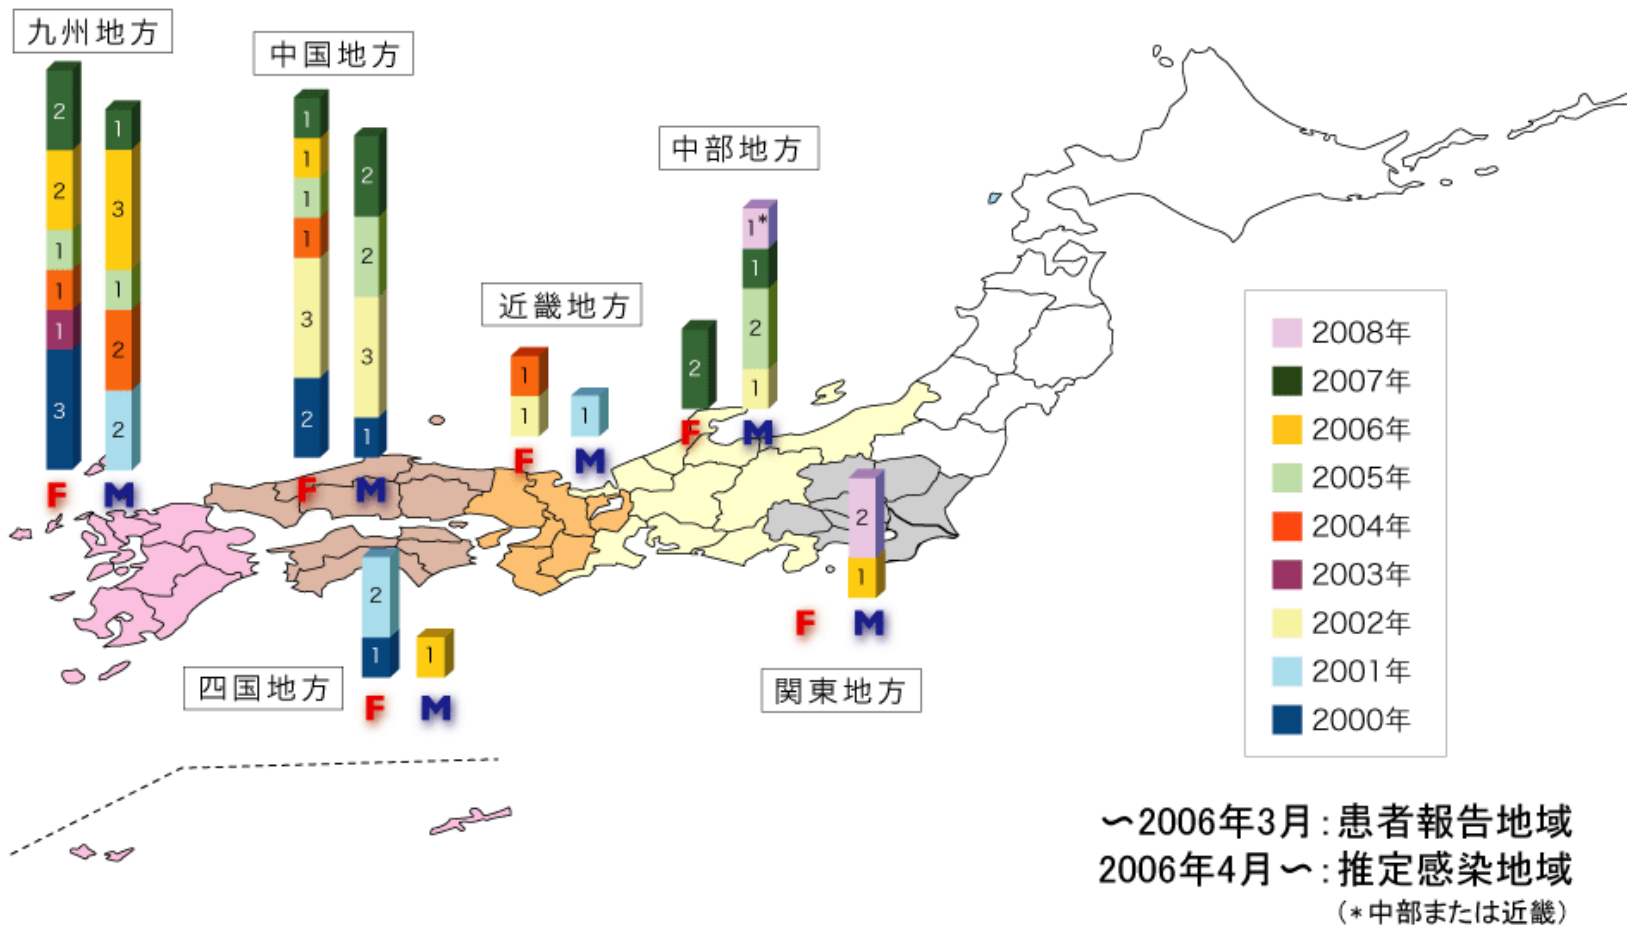 九州地方
2
2
1
1
1
3
F
1
3
1
2
2
M
中国地方
1
1
1
1
3
2
F
2
2
3
1
M
近畿地方
1
1
F
1
M
中部地方
2
F
1*
1
2
1
M
四国地方
2
1
F
1
M
関東地方
F
2
1
M
2008年
2007年
2006年
2005年
2004年
2003年
2002年
2001年
2000年
〜2006年3月:患者報告地域
2006年4月〜:推定感染地域
(*中部または近畿)